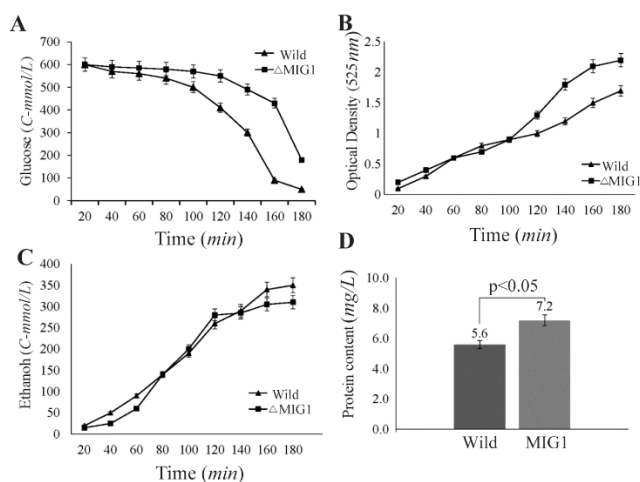 A
Glucose (C-mmol/L)
700
600
500
400
300
200
100
0
Wild
△MIG1
20 40 60 80 100 120 140 160 180
Time (min)
B
Optical Density (525nm)
2.5
2
1.5
1
0.5
0
Wild
△MIG1
20 40 60 80 100 120 140 160 180
Time (min)
C
Ethanoh (C-mmol/L)
400
350
300
250
200
150
100
50
0
Wild
△MIG1
20 40 60 80 100 120 140 160 180
Time (min)
D
Protein content (mg/L)
10.0
8.0
6.0
4.0
2.0
0.0
p<0.05
5.6
7.2
Wild MIG1